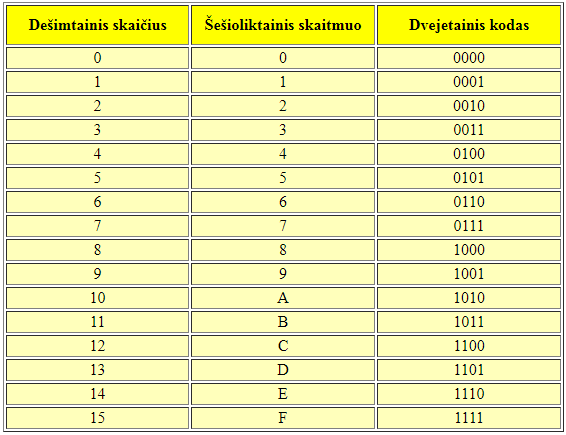 Dešimtainis skaičius Šešioliktainis skaitmuo Dvejetainis kodas
0 0 0000
1 1 0001
2 2 0010
3 3 0011
4 4 0100
5 5 0101
6 6 0110
7 7 0111
8 8 1000
9 9 1001
10 A 1010
11 B 1011
12 C 1100
13 D 1101
14 E 1110
15 F 1111